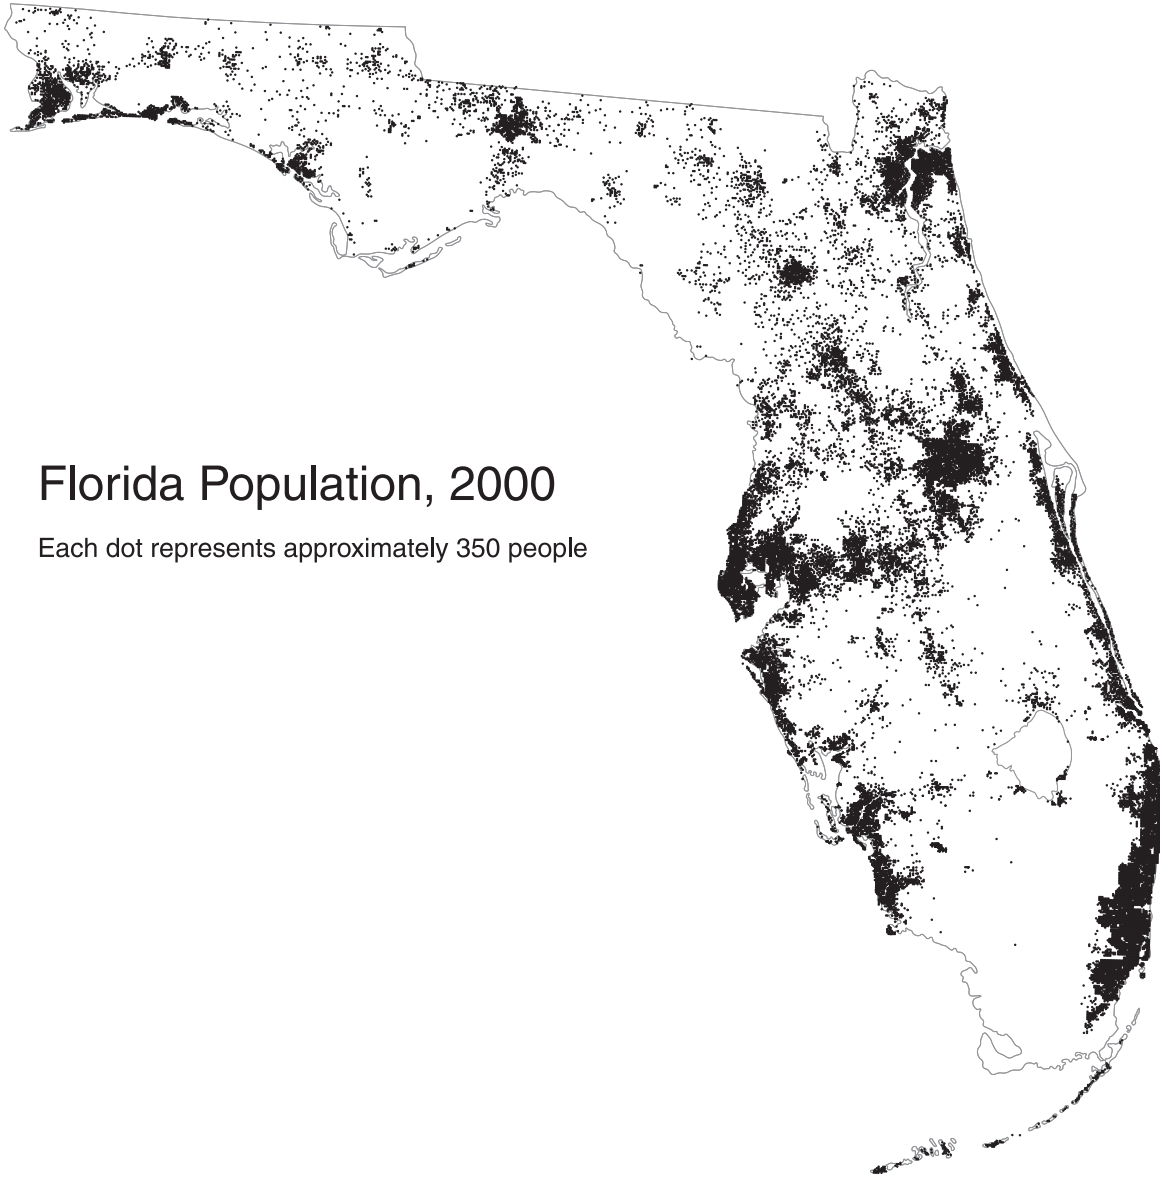 Florida Population, 2000
Each dot represents approximately 350 people